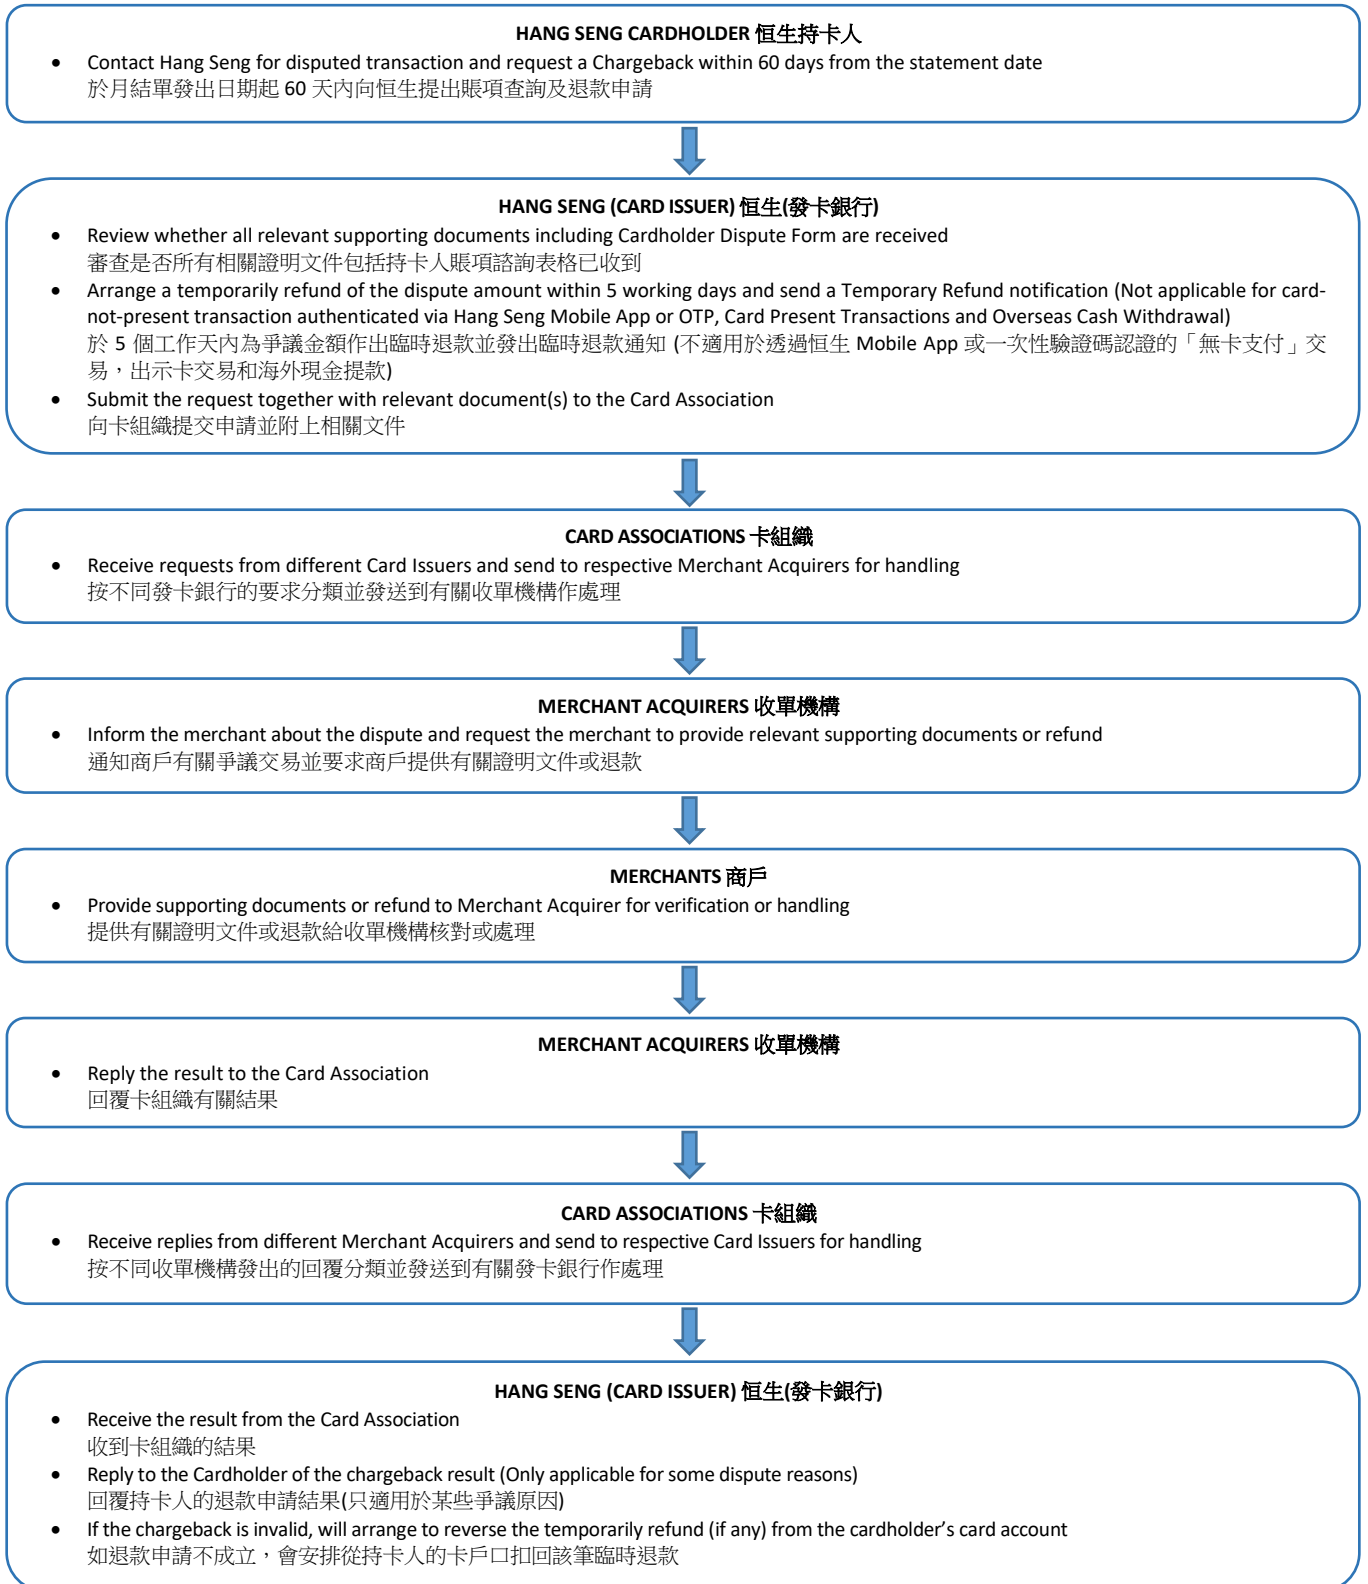 HANG SENG CARDHOLDER 恒生持卡人
• Contact Hang Seng for disputed transaction and request a Chargeback within 60 days from the statement date
於月結單發出日期起 60 天內向恒生提出賬項查詢及退款申請
HANG SENG (CARD ISSUER) 恒生(發卡銀行)
• Review whether all relevant supporting documents including Cardholder Dispute Form are received
審查是否所有相關證明文件包括持卡人賬項諮詢表格已收到
• Arrange a temporarily refund of the dispute amount within 5 working days and send a Temporary Refund notification (Not applicable for card-
not-present transaction authenticated via Hang Seng Mobile App or OTP, Card Present Transactions and Overseas Cash Withdrawal)
於 5 個工作天內為爭議金額作出臨時退款並發出臨時退款通知 (不適用於透過恒生 Mobile App 或一次性驗證碼認證的「無卡支付」交
易，出示卡交易和海外現金提款)
• Submit the request together with relevant document(s) to the Card Association
向卡組織提交申請並附上相關文件
CARD ASSOCIATIONS 卡組織
• Receive requests from different Card Issuers and send to respective Merchant Acquirers for handling
按不同發卡銀行的要求分類並發送到有關收單機構作處理
MERCHANT ACQUIRERS 收單機構
• Inform the merchant about the dispute and request the merchant to provide relevant supporting documents or refund
通知商戶有關爭議交易並要求商戶提供有關證明文件或退款
MERCHANTS 商戶
• Provide supporting documents or refund to Merchant Acquirer for verification or handling
提供有關證明文件或退款給收單機構核對或處理
MERCHANT ACQUIRERS 收單機構
• Reply the result to the Card Association
回覆卡組織有關結果
CARD ASSOCIATIONS 卡組織
• Receive replies from different Merchant Acquirers and send to respective Card Issuers for handling
按不同收單機構發出的回覆分類並發送到有關發卡銀行作處理
HANG SENG (CARD ISSUER) 恒生(發卡銀行)
• Receive the result from the Card Association
收到卡組織的結果
• Reply to the Cardholder of the chargeback result (Only applicable for some dispute reasons)
回覆持卡人的退款申請結果(只適用於某些爭議原因)
• If the chargeback is invalid, will arrange to reverse the temporarily refund (if any) from the cardholder’s card account
如退款申請不成立，會安排從持卡人的卡戶口扣回該筆臨時退款